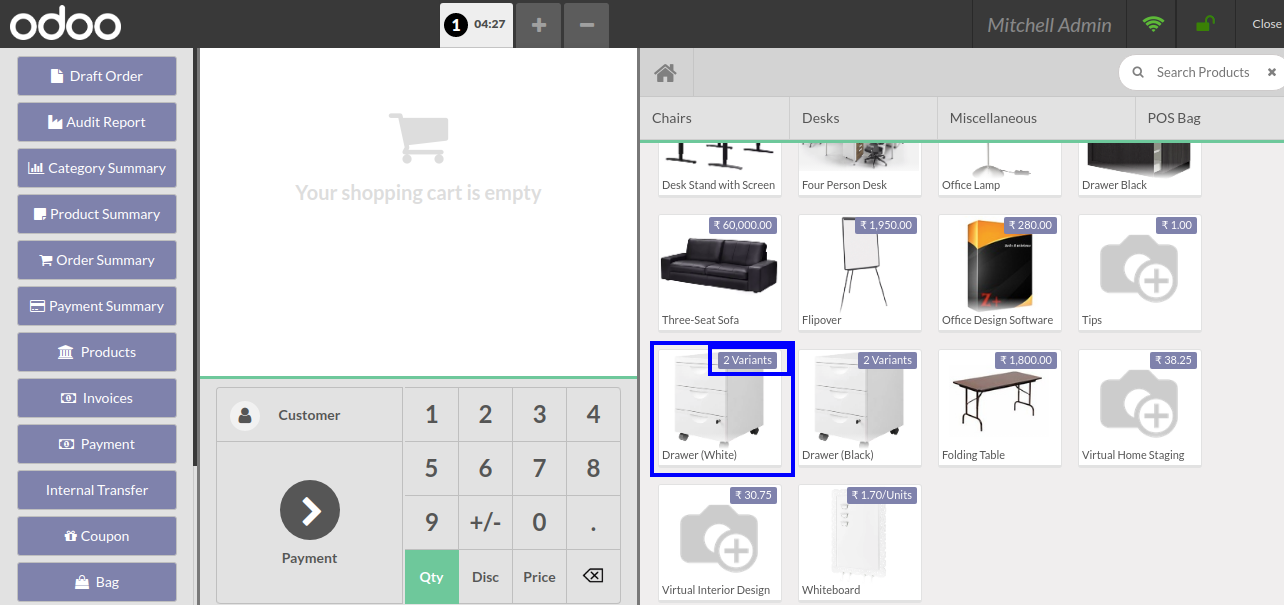 odoo
1 04:27
+
−
Mitchell Admin
Close
Draft Order
Audit Report
Category Summary
Product Summary
Order Summary
Payment Summary
Products
Invoices
Payment
Internal Transfer
Coupon
Bag
Your shopping cart is empty
Customer
Payment
1 2 3 4
5 6 7 8
9 +/- 0 .
Qty Disc Price
Search Products
Chairs
Desks
Miscellaneous
POS Bag
Desk Stand with Screen
Four Person Desk
Office Lamp
Drawer Black
₹ 60,000.00
Three-Seat Sofa
₹ 1,950.00
Flipover
₹ 280.00
Z+
Office Design Software
₹ 1.00
Tips
2 Variants
Drawer (White)
2 Variants
Drawer (Black)
₹ 1,800.00
Folding Table
₹ 38.25
Virtual Home Staging
₹ 30.75
Virtual Interior Design
₹ 1.70/Units
Whiteboard